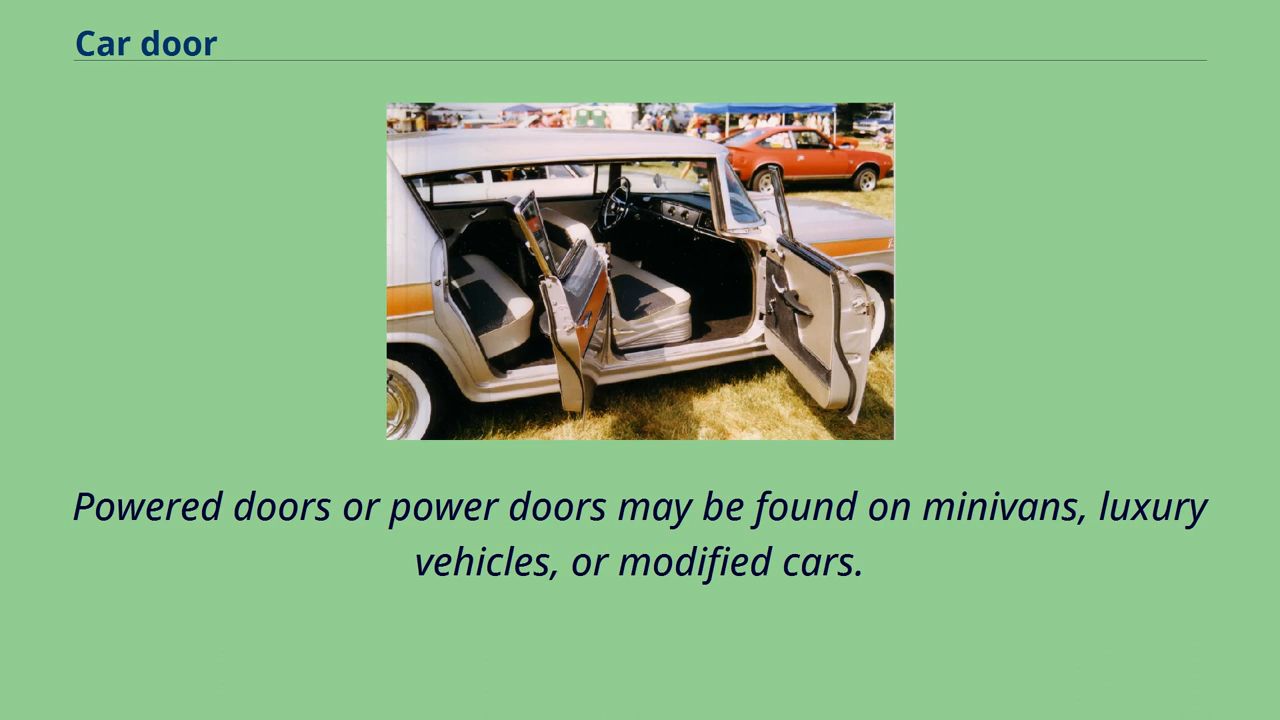 Car door
Powered doors or power doors may be found on minivans, luxury
vehicles, or modified cars.